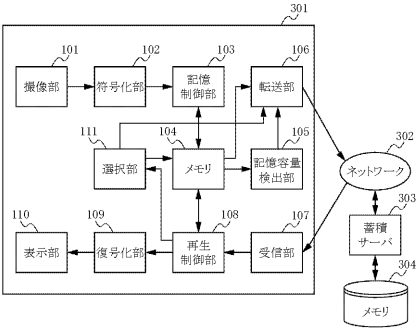 301
101
102
103
106
撮像部
符号化部
記憶
制御部
転送部
111
104
105
302
選択部
メモリ
記憶容量
検出部
ネットワーク
303
110
109
108
107
蓄積
サーバ
表示部
復号化部
再生
制御部
受信部
304
メモリ